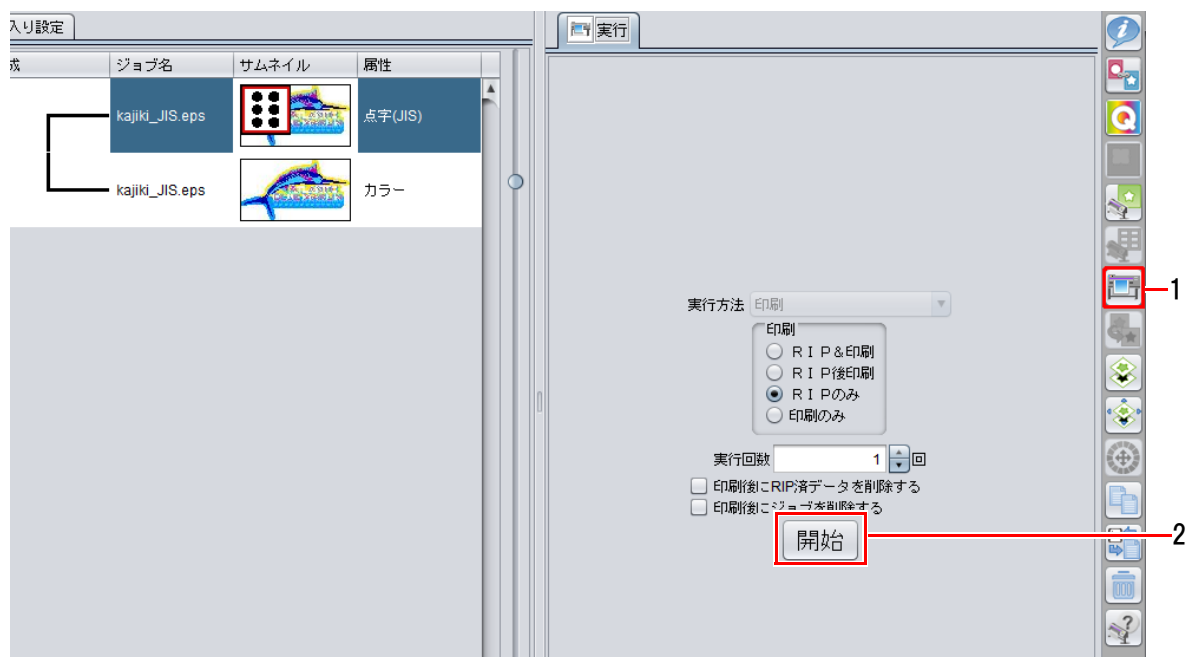 入り設定
実行
成 ジョブ名 サムネイル 属性
kajiki_JIS.eps 点字(JIS)
kajiki_JIS.eps カラー
1
実行方法 印刷
印刷
ＲＩＰ＆印刷
ＲＩＰ後印刷
ＲＩＰのみ
印刷のみ
実行回数 1 回
印刷後にRIP済データを削除する
印刷後にジョブを削除する
開始
2